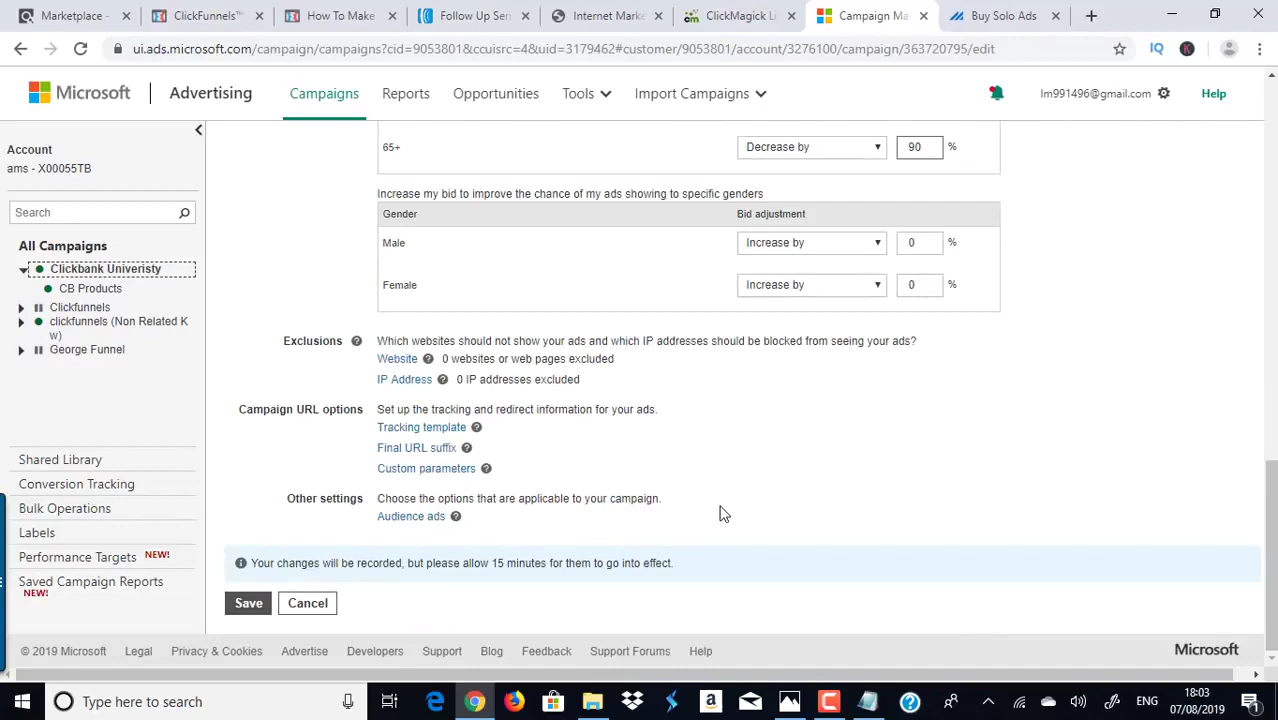 Marketplace -
ClickFunnels™
How To Make
Follow Up Ser
Internet Marke
ClickMagick Li
Campaign Ma
Buy Solo Ads
ui.ads.microsoft.com/campaign/campaigns?cid=9053801&ccuisrc=4&uid=3179462#customer/9053801/account/3276100/campaign/363720795/edit
IQ
K
Microsoft
Advertising
Campaigns
Reports
Opportunities
Tools
Import Campaigns
lm991496@gmail.com
Help
Account
ams - X00055TB
Search
All Campaigns
Clickbank Univeristy
CB Products
Clickfunnels
clickfunnels (Non Related K
w)
George Funnel
Shared Library
Conversion Tracking
Bulk Operations
Labels
Performance Targets NEW!
Saved Campaign Reports
NEW!
65+ Decrease by 90 %
Increase my bid to improve the chance of my ads showing to specific genders
Gender Bid adjustment
Male Increase by 0 %
Female Increase by 0 %
Exclusions Which websites should not show your ads and which IP addresses should be blocked from seeing your ads?
Website 0 websites or web pages excluded
IP Address 0 IP addresses excluded
Campaign URL options Set up the tracking and redirect information for your ads.
Tracking template
Final URL suffix
Custom parameters
Other settings Choose the options that are applicable to your campaign.
Audience ads
Your changes will be recorded, but please allow 15 minutes for them to go into effect.
Save Cancel
© 2019 Microsoft Legal Privacy & Cookies Advertise Developers Support Blog Feedback Support Forums Help Microsoft
Type here to search
ENG
18:03
07/08/2019
1